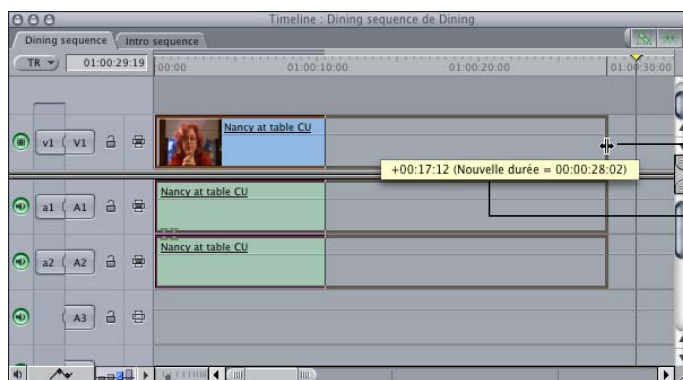 Timeline : Dining sequence de Dining
Dining sequence Intro sequence
TR 01:00:29:19 :00:00 01:00:10:00 01:00:20:00 01:00:30:00
v1 V1 Nancy at table CU
+00:17:12 (Nouvelle durée = 00:00:28:02)
a1 A1 Nancy at table CU
a2 A2 Nancy at table CU
A3